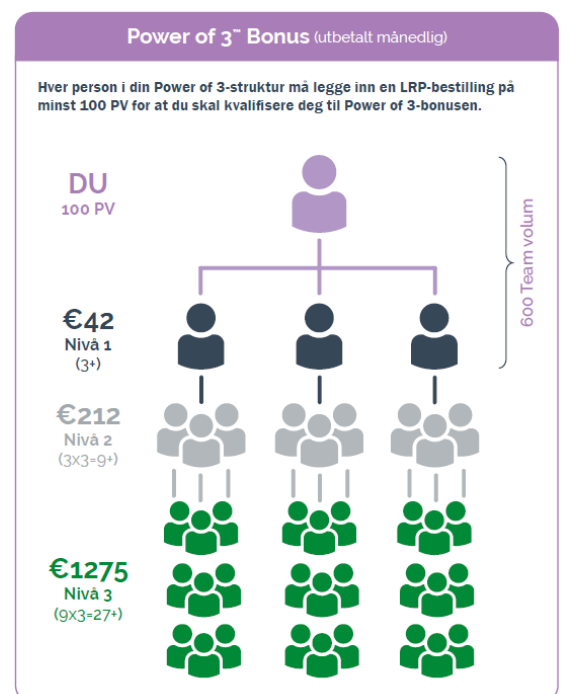 Power of 3™ Bonus (utbetalt månedlig)
Hver person i din Power of 3-struktur må legge inn en LRP-bestilling på
minst 100 PV for at du skal kvalifisere deg til Power of 3-bonusen.
DU
100 PV
600 Team volum
€42
Nivå 1
(3+)
€212
Nivå 2
(3x3=9+)
€1275
Nivå 3
(9x3=27+)